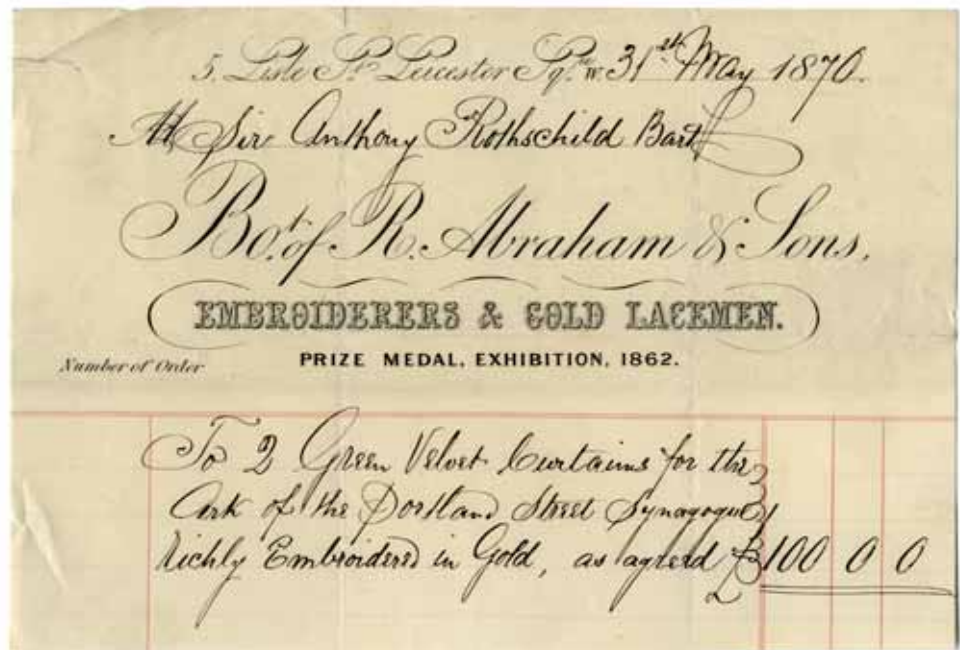 5, Lisle St. Leicester Sqre. W. 31st May 1870.
Sir Anthony Rothschild Bart
Bot. of R. Abraham & Sons,
EMBROIDERERS & GOLD LACEMEN.
PRIZE MEDAL, EXHIBITION, 1862.
Number of Order
To 2 Green Velvet Curtains for the
Ark of the Portland Street Synagogue
Richly Embroidered in Gold, as agreed £ 100 0 0